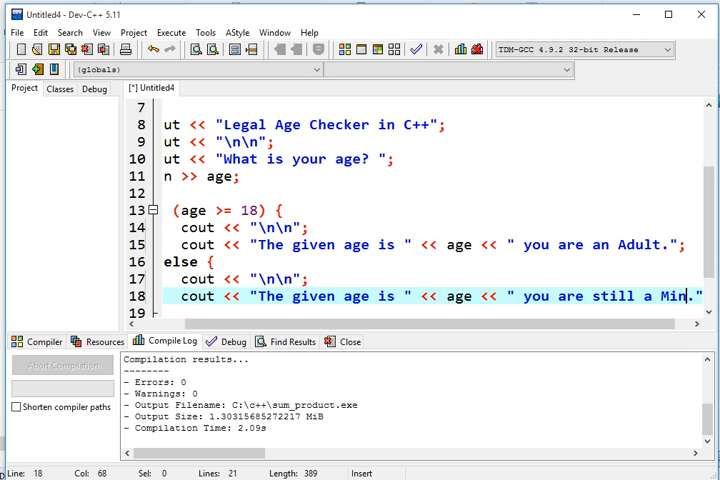 Untitled4 - Dev-C++ 5.11
File Edit Search View Project Execute Tools AStyle Window Help
TDM-GCC 4.9.2 32-bit Release
(globals)
Project Classes Debug [*] Untitled4
7
8 ut << "Legal Age Checker in C++";
9 ut << "\n\n";
10 ut << "What is your age? ";
11 n >> age;
12
13 (age >= 18) {
14 cout << "\n\n";
15 cout << "The given age is " << age << " you are an Adult.";
16 else {
17 cout << "\n\n";
18 cout << "The given age is " << age << " you are still a Min."
19
Compiler Resources Compile Log Debug Find Results Close
Abort Compilation
Shorten compiler paths
Compilation results...
--------
- Errors: 0
- Warnings: 0
- Output Filename: C:\c++\sum_product.exe
- Output Size: 1.30315685272217 MiB
- Compilation Time: 2.09s
Line: 18 Col: 68 Sel: 0 Lines: 21 Length: 389 Insert